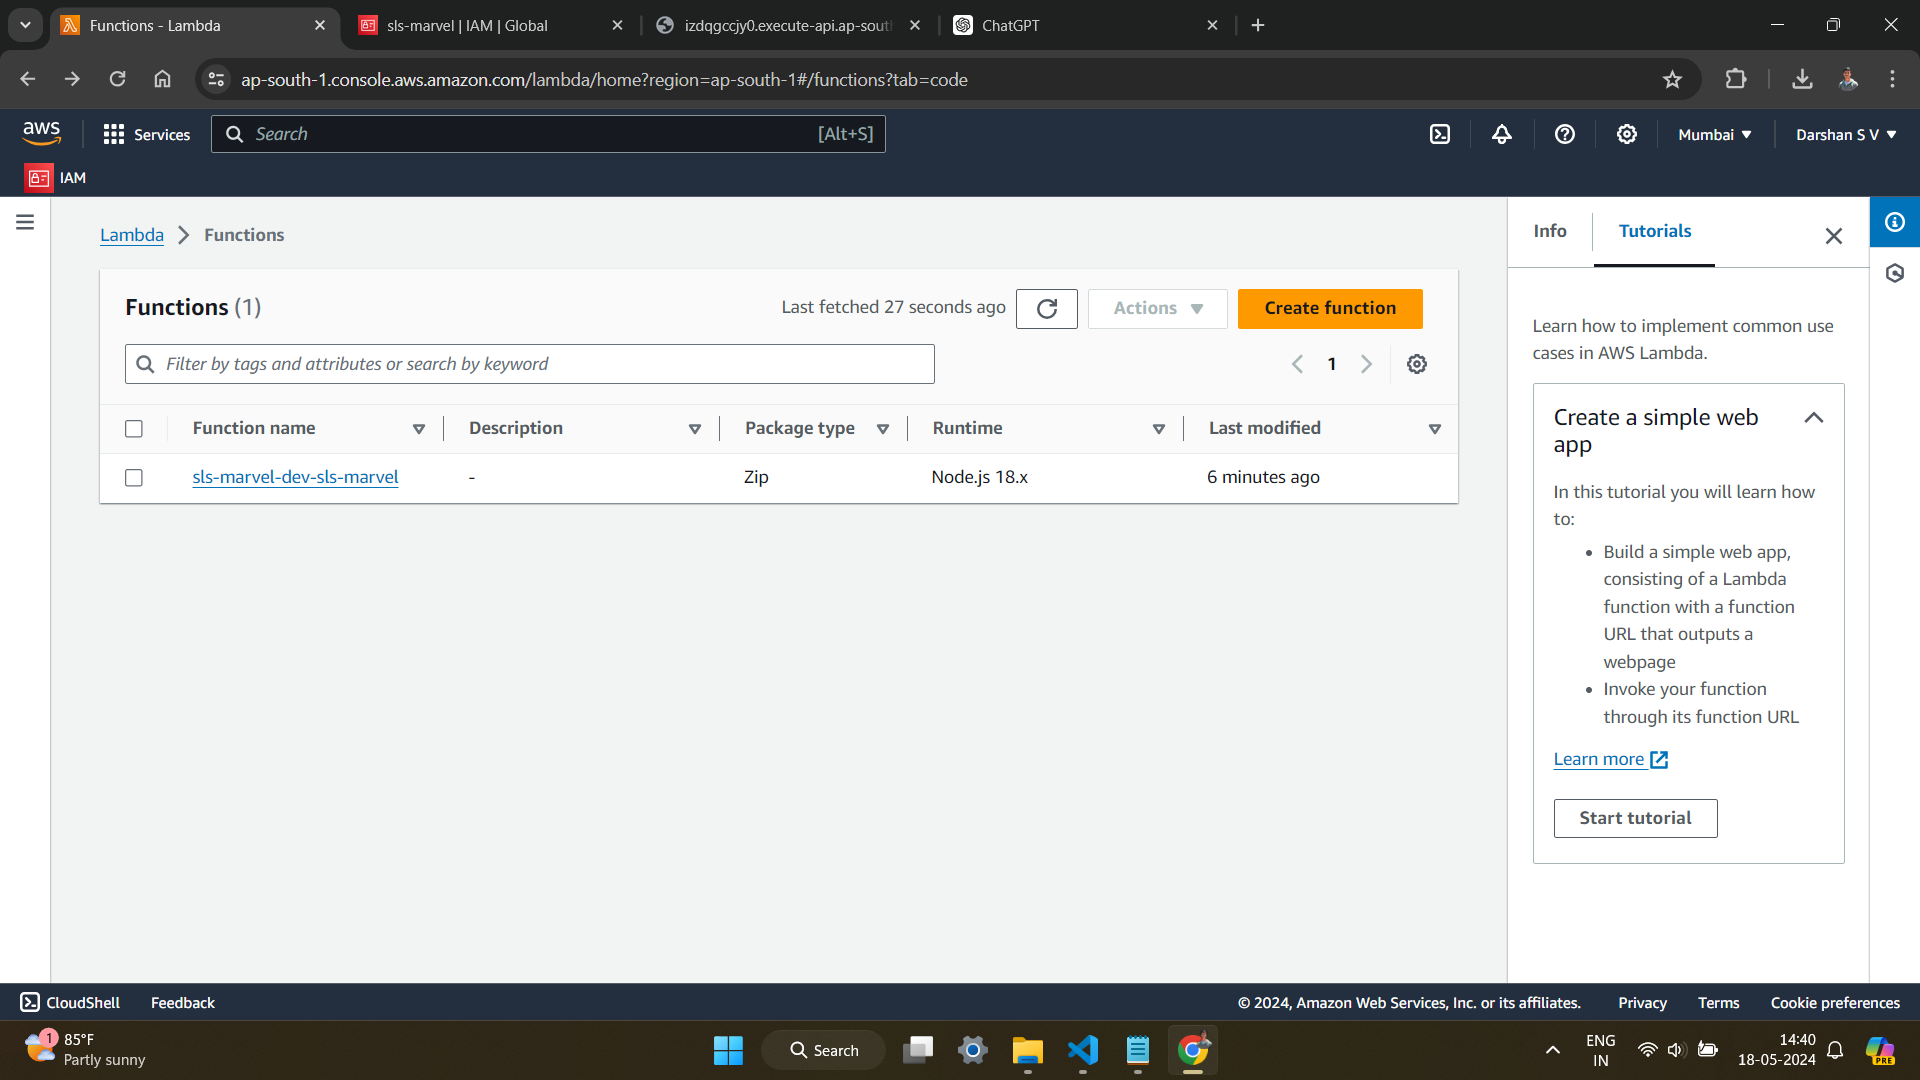 Functions - Lambda
sls-marvel | IAM | Global
izdqgccjy0.execute-api.ap-sout
ChatGPT
ap-south-1.console.aws.amazon.com/lambda/home?region=ap-south-1#/functions?tab=code
aws
Services
Search
[Alt+S]
Mumbai
Darshan S V
IAM
Lambda
Functions
Info
Tutorials
Functions (1)
Last fetched 27 seconds ago
Actions
Create function
Filter by tags and attributes or search by keyword
1
Function name
Description
Package type
Runtime
Last modified
sls-marvel-dev-sls-marvel
-
Zip
Node.js 18.x
6 minutes ago
Learn how to implement common use
cases in AWS Lambda.
Create a simple web
app
In this tutorial you will learn how
to:
• Build a simple web app,
consisting of a Lambda
function with a function
URL that outputs a
webpage
• Invoke your function
through its function URL
Learn more
Start tutorial
CloudShell
Feedback
© 2024, Amazon Web Services, Inc. or its affiliates.
Privacy
Terms
Cookie preferences
1
85°F
Partly sunny
Search
ENG
IN
14:40
18-05-2024
PRE